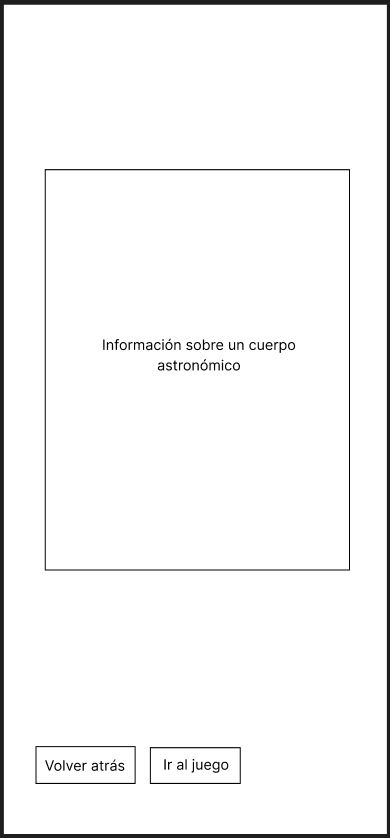 Información sobre un cuerpo
astronómico
Volver atrás
Ir al juego